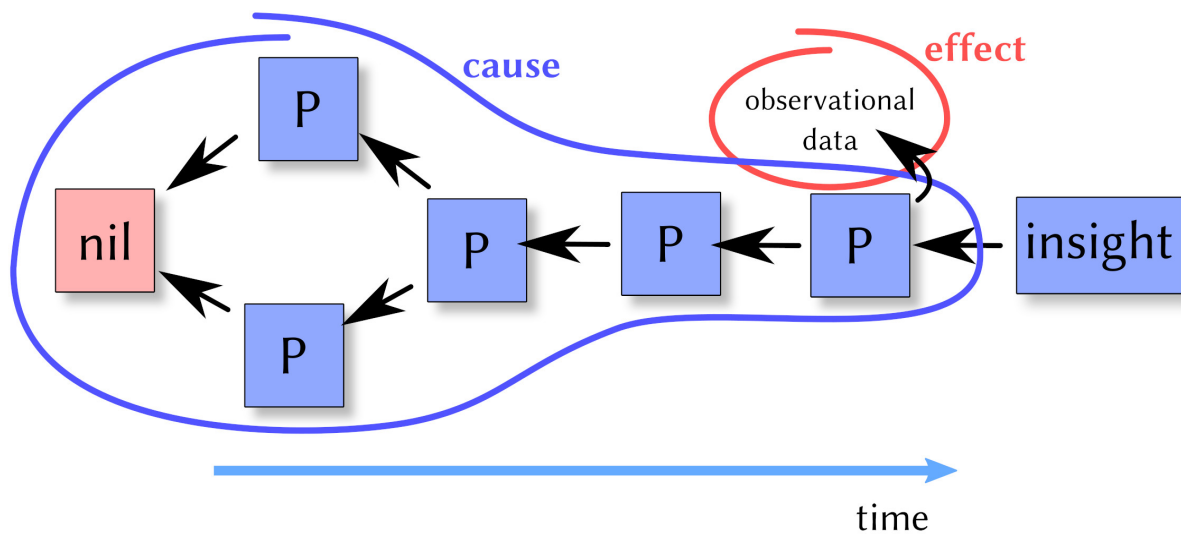 cause
effect
observational
data
P
nil
P
P
P
insight
P
time